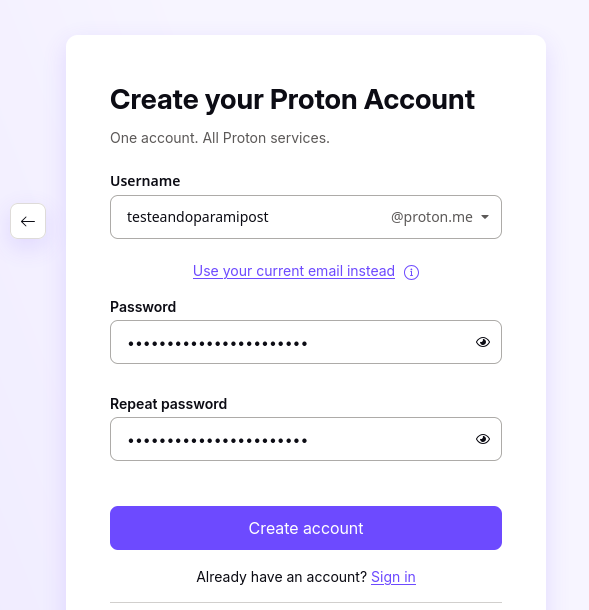 Create your Proton Account
One account. All Proton services.
Username
testeandoparamipost @proton.me
Use your current email instead
Password
•••••••••••••••••••••••
Repeat password
•••••••••••••••••••••••
Create account
Already have an account? Sign in